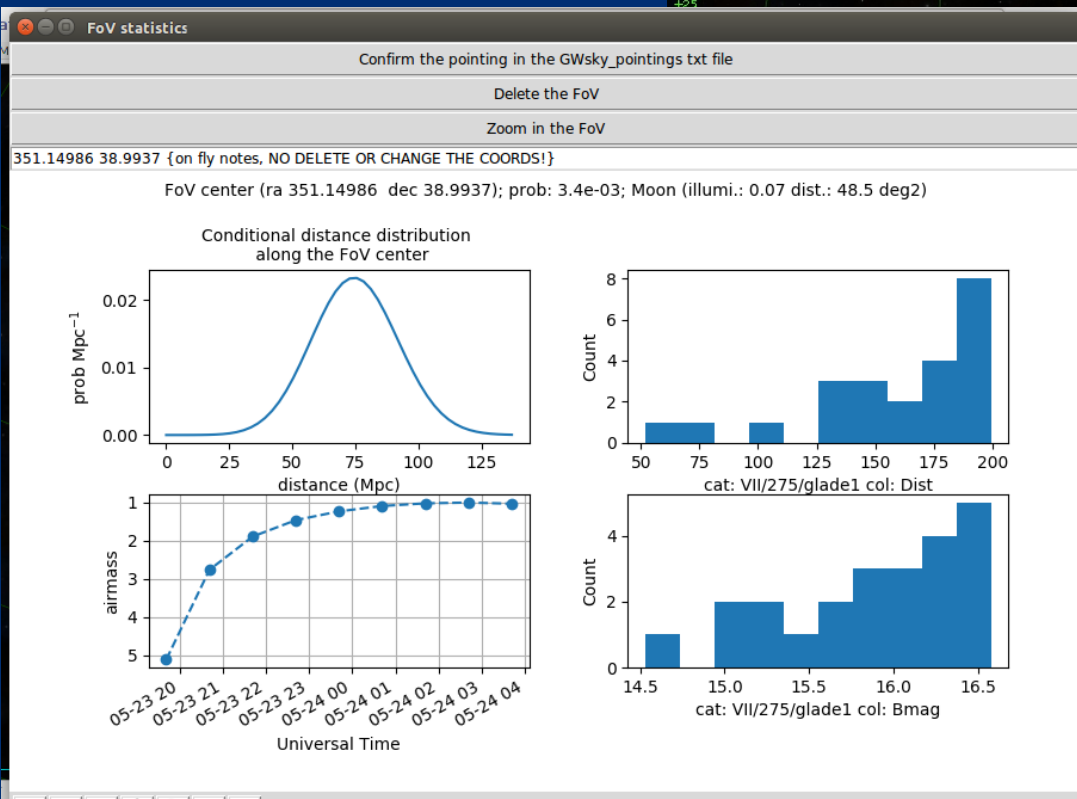 +25
FoV statistics
Confirm the pointing in the GWsky_pointings txt file
Delete the FoV
Zoom in the FoV
351.14986 38.9937 {on fly notes, NO DELETE OR CHANGE THE COORDS!}
FoV center (ra 351.14986  dec 38.9937); prob: 3.4e-03; Moon (illumi.: 0.07 dist.: 48.5 deg2)
Conditional distance distribution
along the FoV center
prob Mpc⁻¹
0.02
0.01
0.00
0 25 50 75 100 125
distance (Mpc)
Count
8
6
4
2
0
50 75 100 125 150 175 200
cat: VII/275/glade1 col: Dist
airmass
1
2
3
4
5
05-23 20 05-23 21 05-23 22 05-23 23 05-24 00 05-24 01 05-24 02 05-24 03 05-24 04
Universal Time
Count
4
2
0
14.5 15.0 15.5 16.0 16.5
cat: VII/275/glade1 col: Bmag